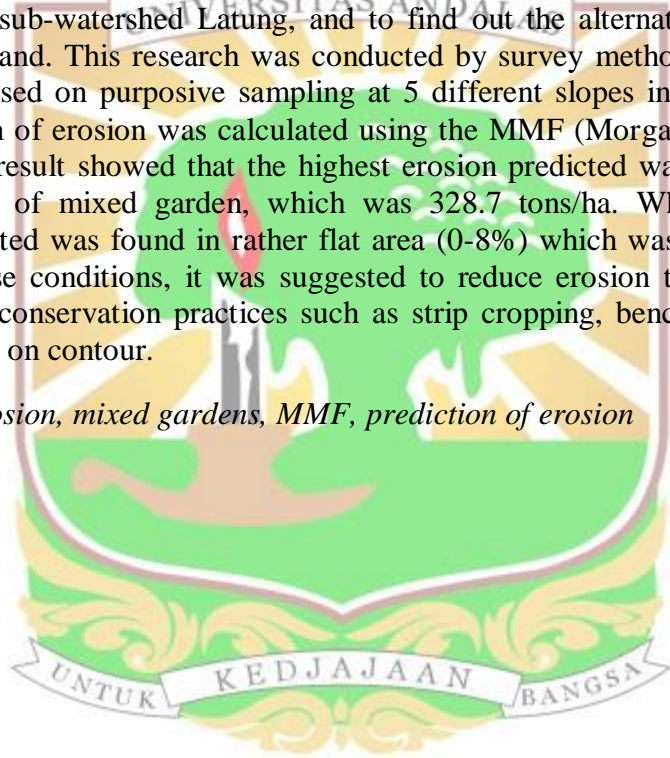 UNIVERSITAS ANDALAS
sub-watershed Latung, and to find out the alternat
and. This research was conducted by survey metho
sed on purposive sampling at 5 different slopes in
n of erosion was calculated using the MMF (Morga
result showed that the highest erosion predicted wa
of mixed garden, which was 328.7 tons/ha. W
ted was found in rather flat area (0-8%) which was
se conditions, it was suggested to reduce erosion t
conservation practices such as strip cropping, benc
on contour.
osion, mixed gardens, MMF, prediction of erosion
UNTUK KEDJAJAAN BANGSA